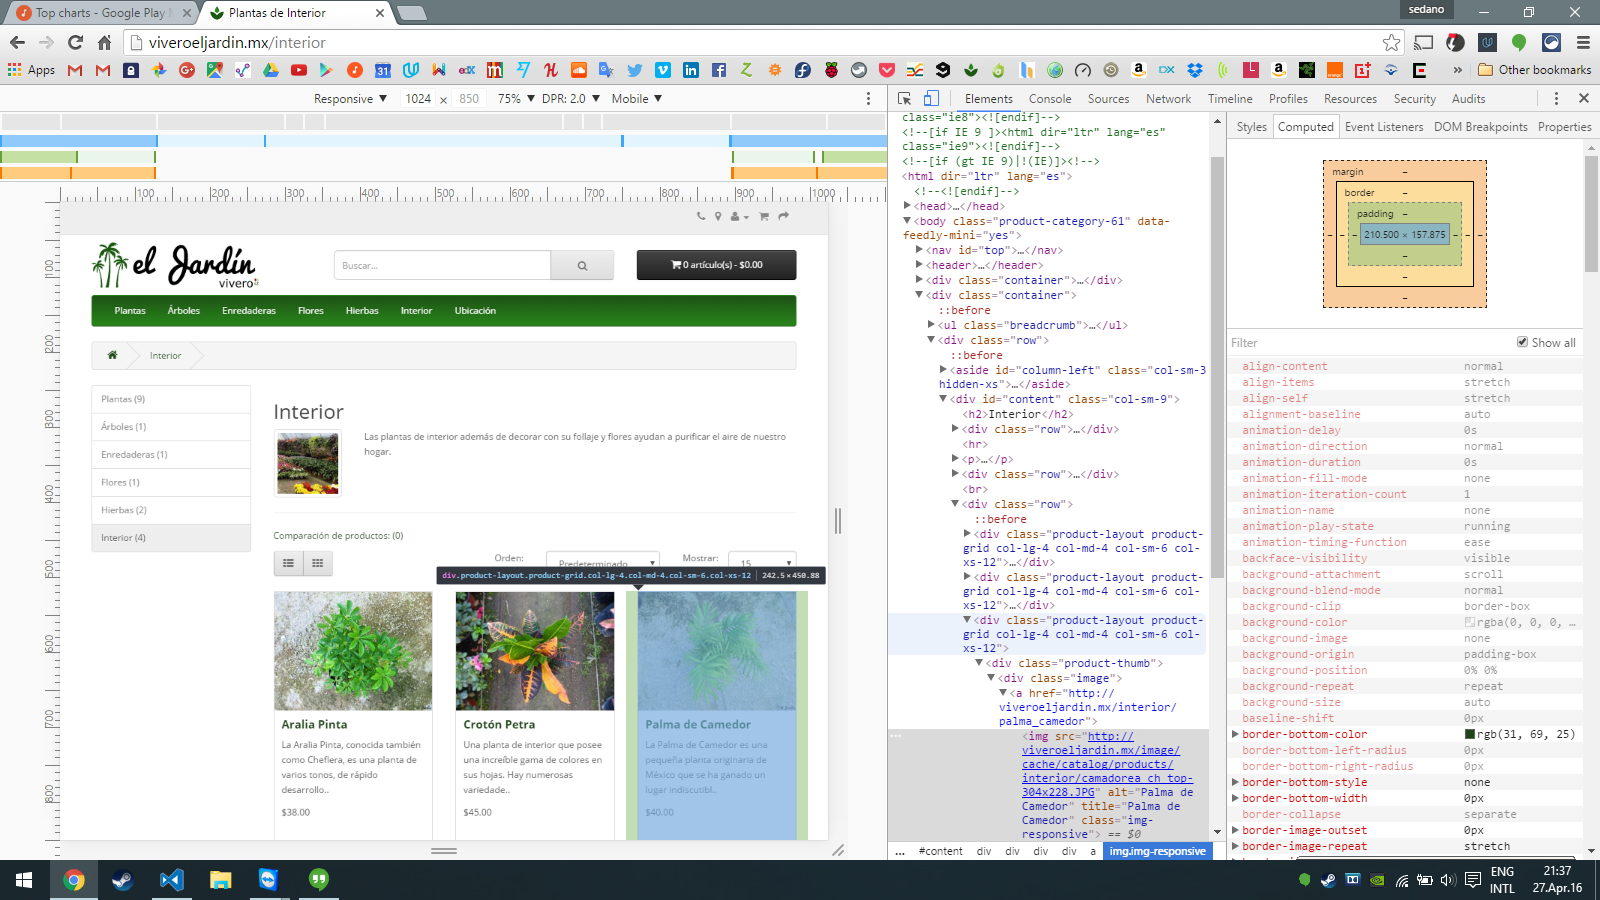 sedano
Top charts - Google Play
Plantas de Interior
viveroeljardin.mx/interior
Apps
Other bookmarks
Responsive ▼ 1024 × 850 75% ▼ DPR: 2.0 ▼ Mobile ▼
Elements Console Sources Network Timeline Profiles Resources Security Audits
100 200 300 400 500 600 700 800 900 1000
100
200
300
400
500
600
700
800
el Jardín
vivero
Buscar...
0 artículo(s) - $0.00
Plantas Árboles Enredaderas Flores Hierbas Interior Ubicación
Interior
Plantas (9)
Árboles (1)
Enredaderas (1)
Flores (1)
Hierbas (2)
Interior (4)
Interior
Las plantas de interior además de decorar con su follaje y flores ayudan a purificar el aire de nuestro
hogar.
Comparación de productos: (0)
Orden: Predeterminado Mostrar: 15
div.product-layout.product-grid.col-lg-4.col-md-4.col-sm-6.col-xs-12 | 242.5 × 450.88
Aralia Pinta
La Aralia Pinta, conocida también
como Cheflera, es una planta de
varios tonos, de rápido
desarrollo..
$38.00
Crotón Petra
Una planta de interior que posee
una increíble gama de colores en
sus hojas. Hay numerosas
variedade..
$45.00
Palma de Camedor
La Palma de Camedor es una
pequeña planta originaria de
México que se ha ganado un
lugar indiscutibl..
$40.00
class="ie8"><![endif]-->
<!--[if IE 9 ]><html dir="ltr" lang="es"
class="ie9"><![endif]-->
<!--[if (gt IE 9)|!(IE)]><!-->
<html dir="ltr" lang="es">
<!--<![endif]-->
<head>…</head>
<body class="product-category-61" data-
feedly-mini="yes">
<nav id="top">…</nav>
<header>…</header>
<div class="container">…</div>
<div class="container">
::before
<ul class="breadcrumb">…</ul>
<div class="row">
::before
<aside id="column-left" class="col-sm-3
hidden-xs">…</aside>
<div id="content" class="col-sm-9">
<h2>Interior</h2>
<div class="row">…</div>
<hr>
<p>…</p>
<div class="row">…</div>
<br>
<div class="row">
::before
<div class="product-layout product-
grid col-lg-4 col-md-4 col-sm-6 col-
xs-12">…</div>
<div class="product-layout product-
grid col-lg-4 col-md-4 col-sm-6 col-
xs-12">…</div>
<div class="product-layout product-
grid col-lg-4 col-md-4 col-sm-6 col-
xs-12">
<div class="product-thumb">
<div class="image">
<a href="http://
viveroeljardin.mx/interior/
palma_camedor">
<img src="http://
viveroeljardin.mx/image/
cache/catalog/products/
interior/camadorea_ch_top-
304x228.JPG" alt="Palma de
Camedor" title="Palma de
Camedor" class="img-
responsive"> == $0
... #content div div div div a img.img-responsive
Styles Computed Event Listeners DOM Breakpoints Properties
margin –
border –
padding –
– – – 210.500 × 157.875 – – –
–
–
–
Filter Show all
align-content normal
align-items stretch
align-self stretch
alignment-baseline auto
animation-delay 0s
animation-direction normal
animation-duration 0s
animation-fill-mode none
animation-iteration-count 1
animation-name none
animation-play-state running
animation-timing-function ease
backface-visibility visible
background-attachment scroll
background-blend-mode normal
background-clip border-box
background-color rgba(0, 0, 0, …
background-image none
background-origin padding-box
background-position 0% 0%
background-repeat repeat
background-size auto
baseline-shift 0px
border-bottom-color rgb(31, 69, 25)
border-bottom-left-radius 0px
border-bottom-right-radius 0px
border-bottom-style none
border-bottom-width 0px
border-collapse separate
border-image-outset 0px
border-image-repeat stretch
ENG
INTL
21:37
27.Apr.16